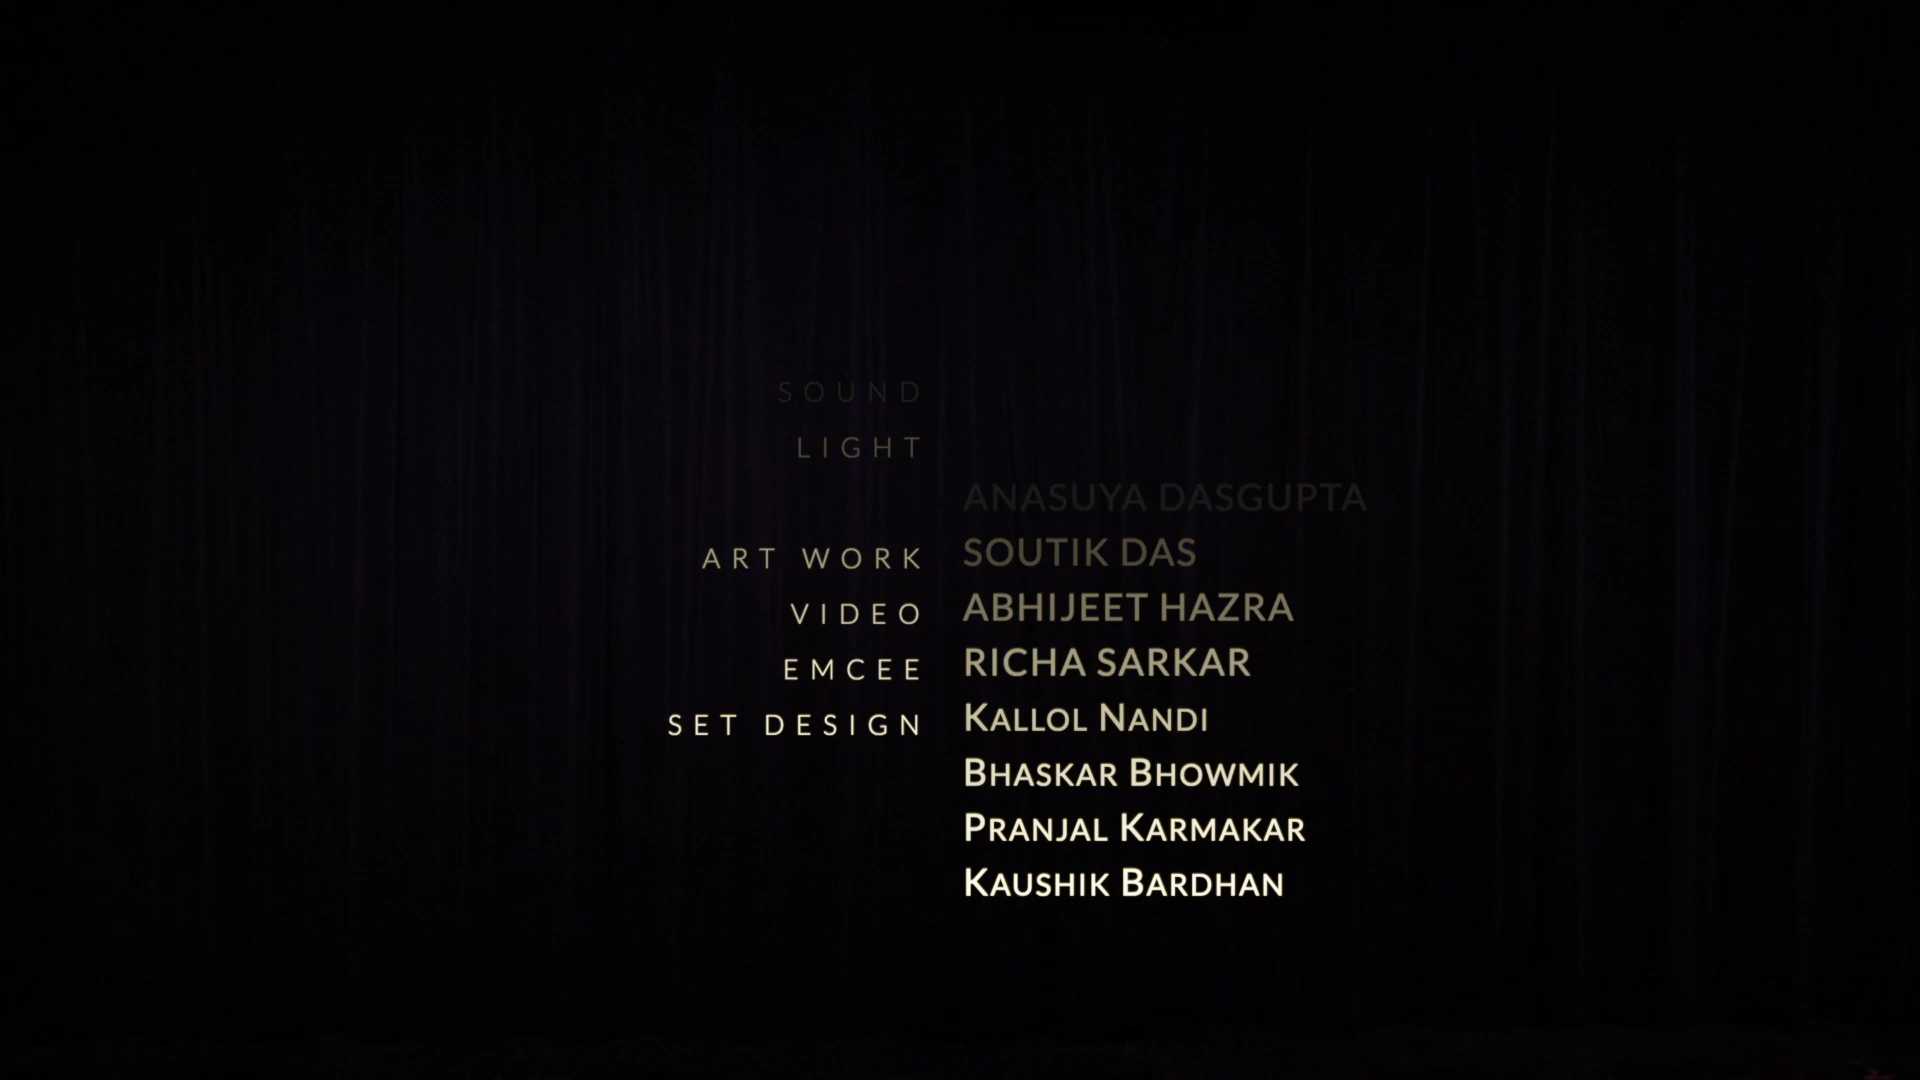 SOUND
LIGHT
ANASUYA DASGUPTA
ART WORK SOUTIK DAS
VIDEO ABHIJEET HAZRA
EMCEE RICHA SARKAR
SET DESIGN KALLOL NANDI
BHASKAR BHOWMIK
PRANJAL KARMAKAR
KAUSHIK BARDHAN